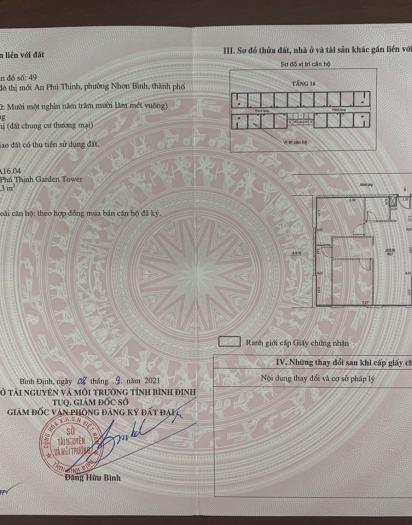 n liền với đất
n đồ số: 49
đô thị mới An Phú Thịnh, phường Nhơn Bình, thành phố
2: Mười một nghìn năm trăm mười lăm mét vuông)
ng
hị (đất chung cư thương mại)
iao đất có thu tiền sử dụng đất.
A16.04
Phú Thịnh Garden Tower
,3 m²
oài căn hộ: theo hợp đồng mua bán căn hộ đã ký.
Bình Định, ngày 08 tháng 9 năm 2021
Ở TÀI NGUYÊN VÀ MÔI TRƯỜNG TỈNH BÌNH ĐỊNH
TUQ. GIÁM ĐỐC SỞ
GIÁM ĐỐC VĂN PHÒNG ĐĂNG KÝ ĐẤT ĐAI
SỞ
TÀI NGUYÊN
VÀ MÔI TRƯỜNG
Đặng Hữu Bình
III. Sơ đồ thửa đất, nhà ở và tài sản khác gắn liền vớ
Sơ đồ vị trí căn hộ
TẦNG 16
Vị trí căn hộ
Ranh giới cấp Giấy chứng nhận
IV. Những thay đổi sau khi cấp giấy ch
Nội dung thay đổi và cơ sở pháp lý